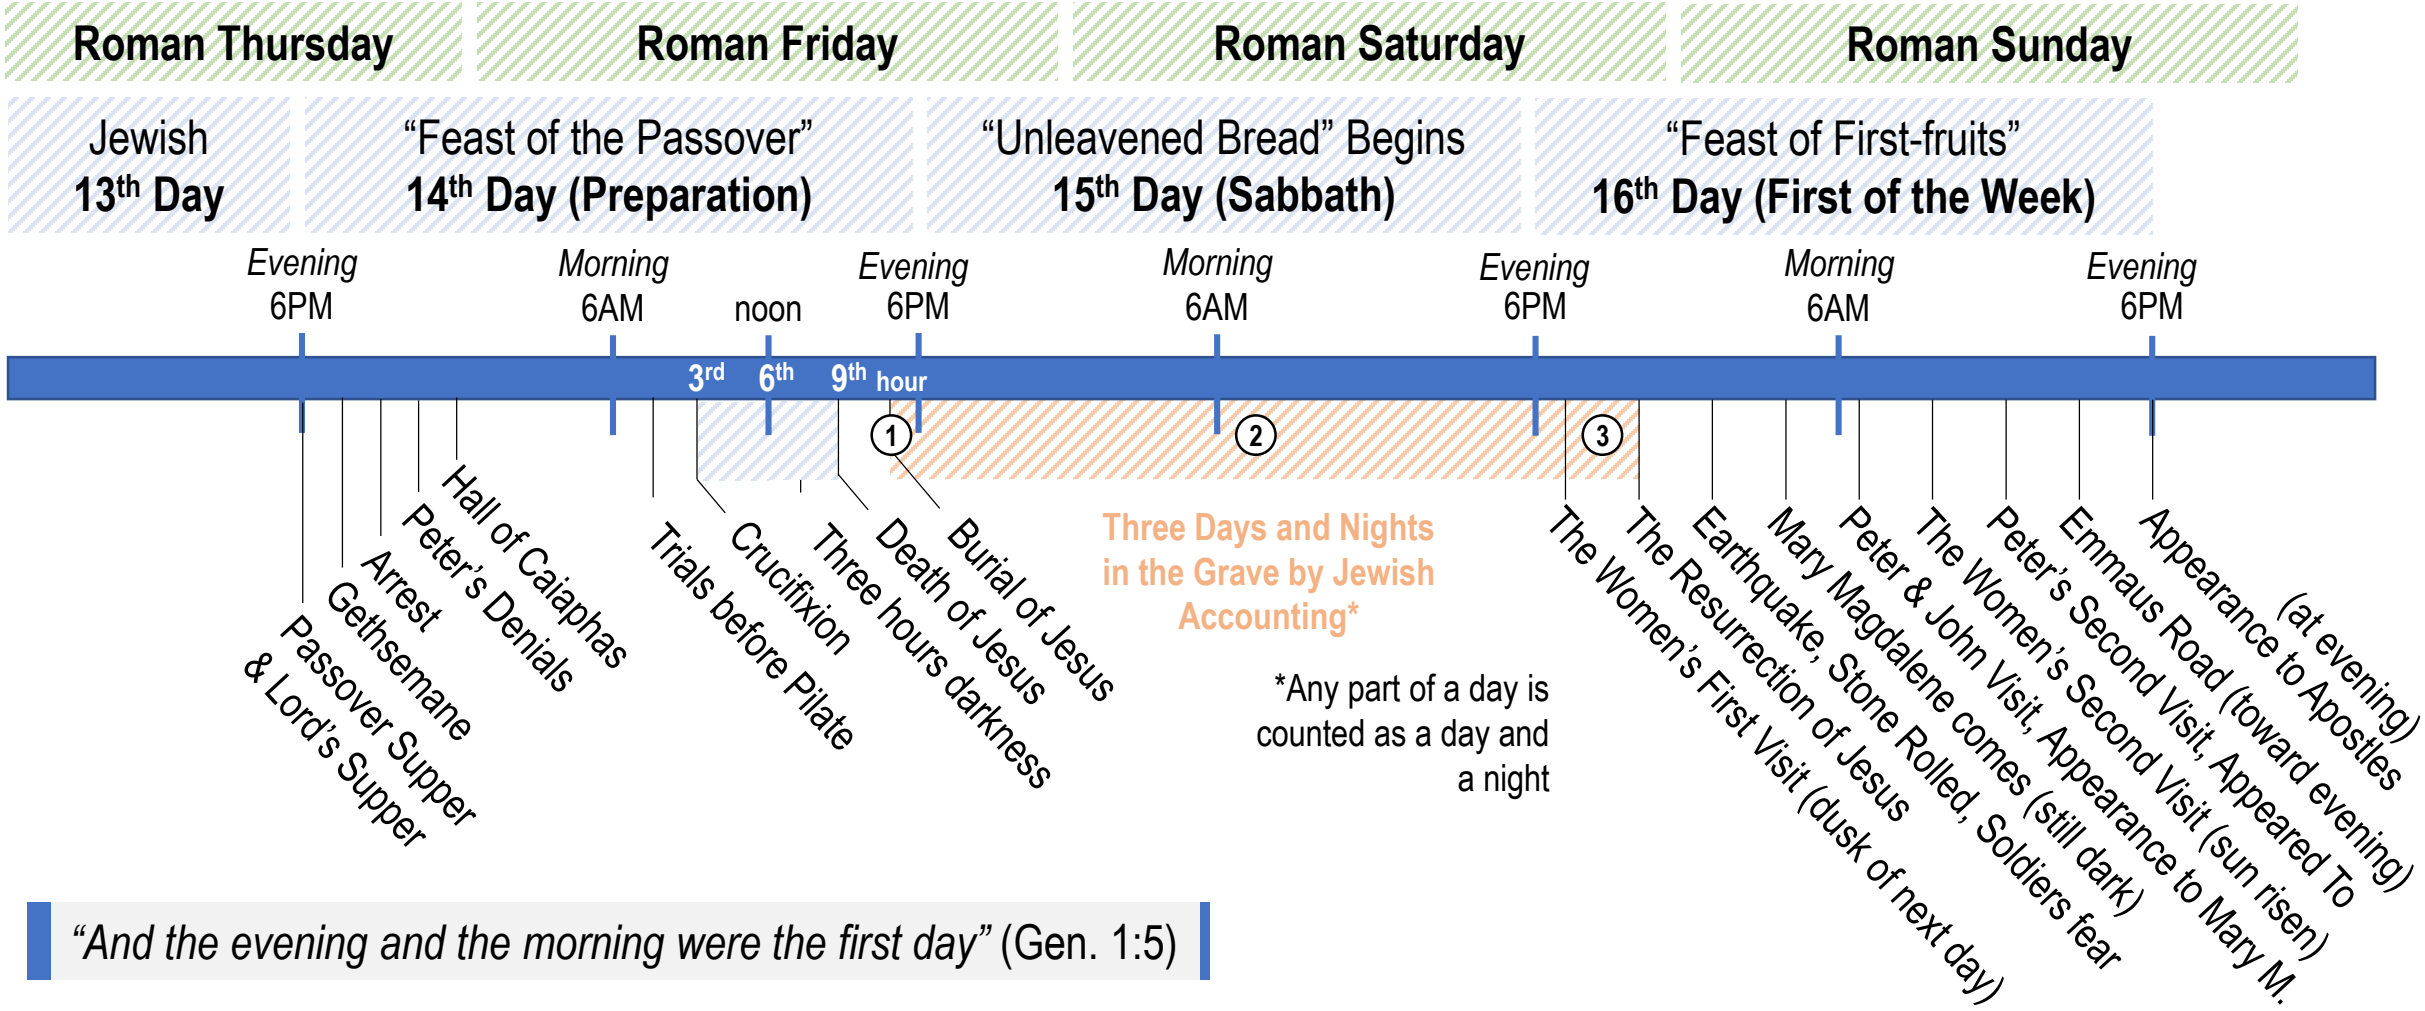 Roman Thursday
Roman Friday
Roman Saturday
Roman Sunday
Jewish
13th Day
“Feast of the Passover”
14th Day (Preparation)
“Unleavened Bread” Begins
15th Day (Sabbath)
“Feast of First-fruits”
16th Day (First of the Week)
Evening
6PM
Morning
6AM
noon
Evening
6PM
Morning
6AM
Evening
6PM
Morning
6AM
Evening
6PM
3rd
6th
9th hour
1
2
3
Passover Supper
& Lord’s Supper
Gethsemane
Arrest
Peter’s Denials
Hall of Caiaphas
Trials before Pilate
Crucifixion
Three hours darkness
Death of Jesus
Burial of Jesus
Three Days and Nights
in the Grave by Jewish
Accounting*
*Any part of a day is
counted as a day and
a night
The Women’s First Visit (dusk of next day)
The Resurrection of Jesus
Earthquake, Stone Rolled, Soldiers fear
Mary Magdalene comes (still dark)
Peter & John Visit, Appearance to Mary M.
The Women’s Second Visit (sun risen)
Peter’s Second Visit, Appeared To
Emmaus Road (toward evening)
Appearance to Apostles
(at evening)
“And the evening and the morning were the first day” (Gen. 1:5)